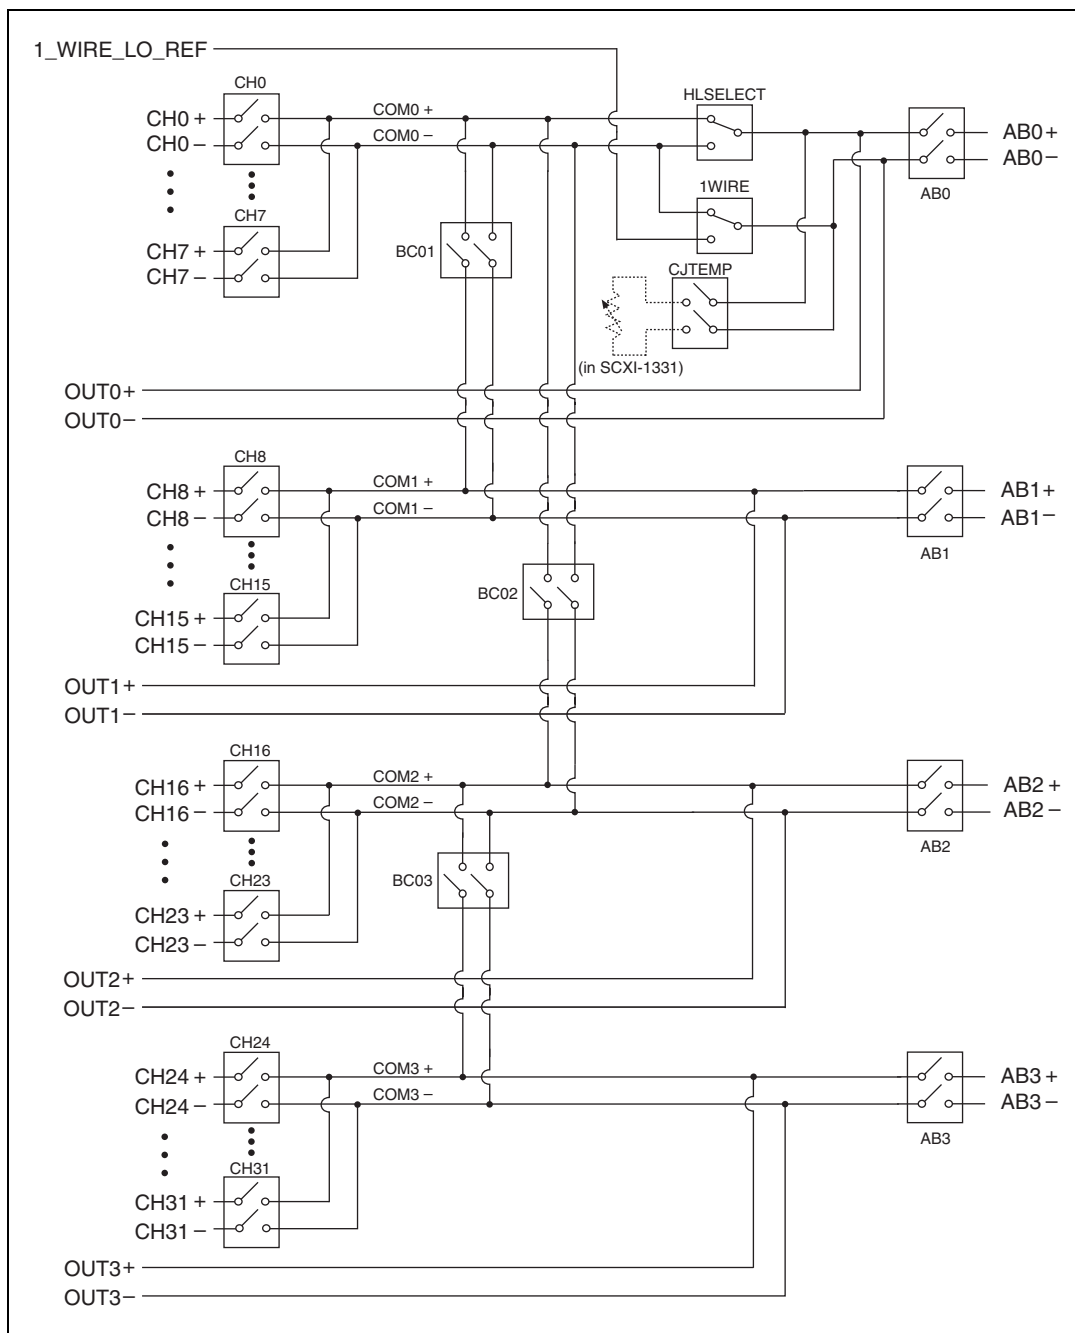 1_WIRE_LO_REF
CH0
HLSELECT
CH0+ COM0 + AB0+
CH0− COM0 − AB0−
1WIRE AB0
CH7
BC01
CH7 +
CH7 − CJTEMP
(in SCXI-1331)
OUT0+
OUT0−
CH8
CH8 + COM1 + AB1+
CH8 − COM1 − AB1−
AB1
CH15
BC02
CH15 +
CH15 −
OUT1+
OUT1−
CH16
CH16 + COM2 + AB2 +
CH16 − COM2 − AB2 −
AB2
CH23 BC03
CH23 +
CH23 −
OUT2+
OUT2−
CH24
CH24 + COM3 + AB3 +
CH24 − COM3 − AB3 −
AB3
CH31
CH31 +
CH31 −
OUT3+
OUT3−